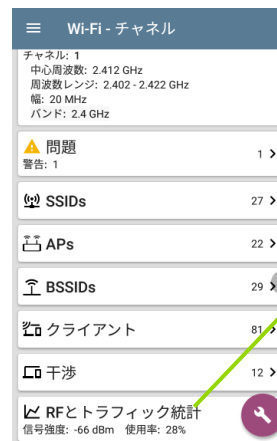 Wi-Fi - チャネル
チャネル: 1
中心周波数: 2.412 GHz
周波数レンジ: 2.402 - 2.422 GHz
幅: 20 MHz
バンド: 2.4 GHz
問題 1
警告: 1
SSIDs 27
APs 22
BSSIDs 29
クライアント 81
干渉 12
RFとトラフィック統計
信号強度: -66 dBm 使用率: 28%